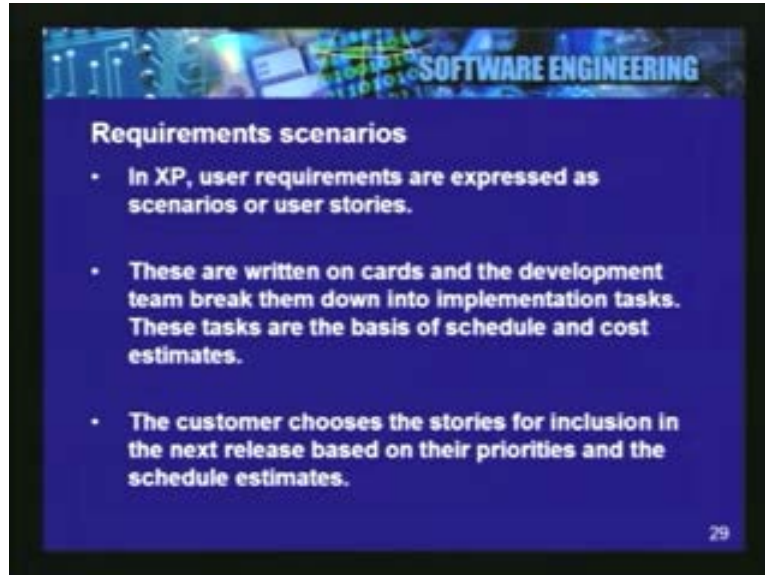 SOFTWARE ENGINEERING
Requirements scenarios
• In XP, user requirements are expressed as
scenarios or user stories.
• These are written on cards and the development
team break them down into implementation tasks.
These tasks are the basis of schedule and cost
estimates.
• The customer chooses the stories for inclusion in
the next release based on their priorities and the
schedule estimates.
29